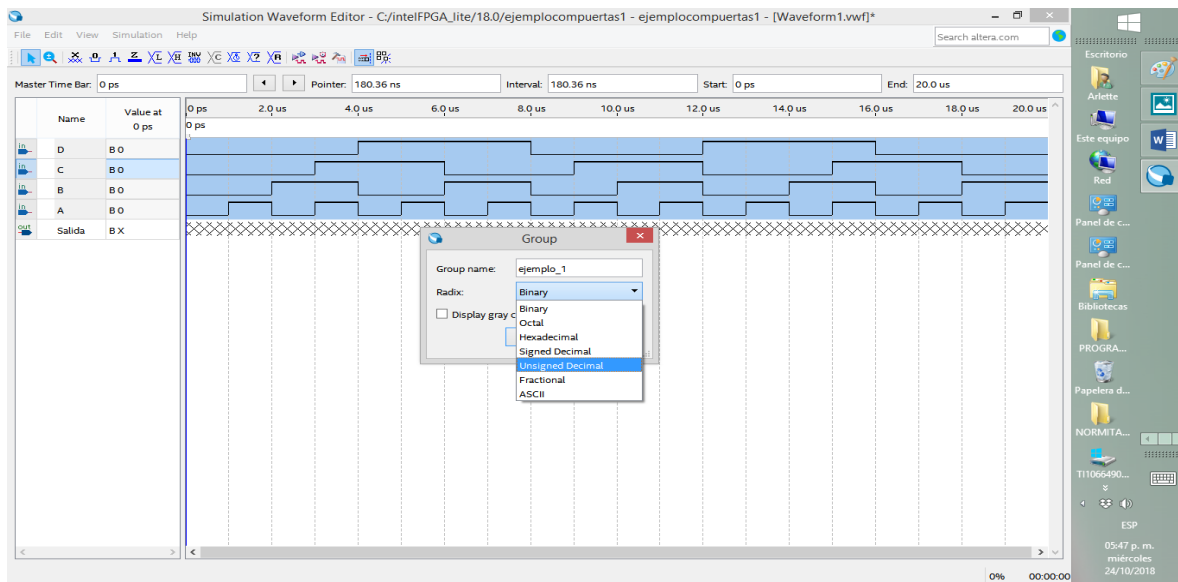 Simulation Waveform Editor - C:/intelFPGA_lite/18.0/ejemplocompuertas1 - ejemplocompuertas1 - [Waveform1.vwf]*
File Edit View Simulation Help
Search altera.com
Master Time Bar: 0 ps
Pointer: 180.36 ns
Interval: 180.36 ns
Start: 0 ps
End: 20.0 us
Name
Value at
0 ps
0 ps 2.0 us 4.0 us 6.0 us 8.0 us 10.0 us 12.0 us 14.0 us 16.0 us 18.0 us 20.0 us
0 ps
in D B 0
in C B 0
in B B 0
in A B 0
out Salida B X
Group
Group name: ejemplo_1
Radix: Binary
Display gray c
Binary
Octal
Hexadecimal
Signed Decimal
Unsigned Decimal
Fractional
ASCII
0% 00:00:00
Escritorio
Arlette
Este equipo
Red
Panel de c...
Panel de c...
Bibliotecas
PROGRA...
Papelera d...
NORMITA...
TI1066490...
ESP
05:47 p. m.
miércoles
24/10/2018